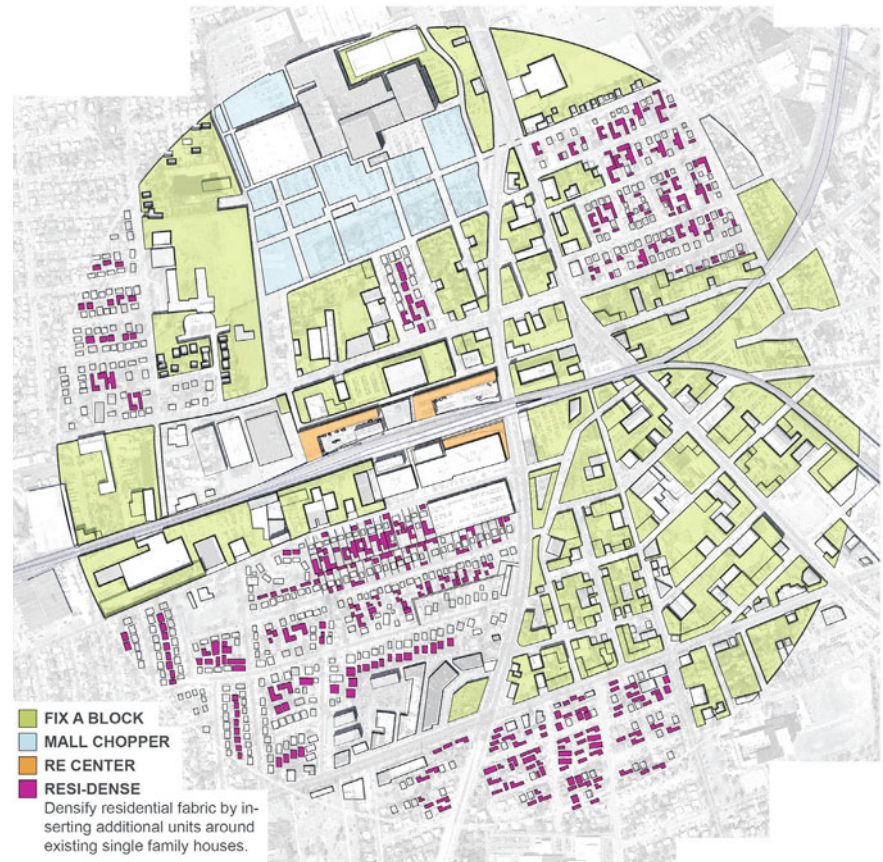 FIX A BLOCK
MALL CHOPPER
RE CENTER
RESI-DENSE
Densify residential fabric by in-
serting additional units around
existing single family houses.